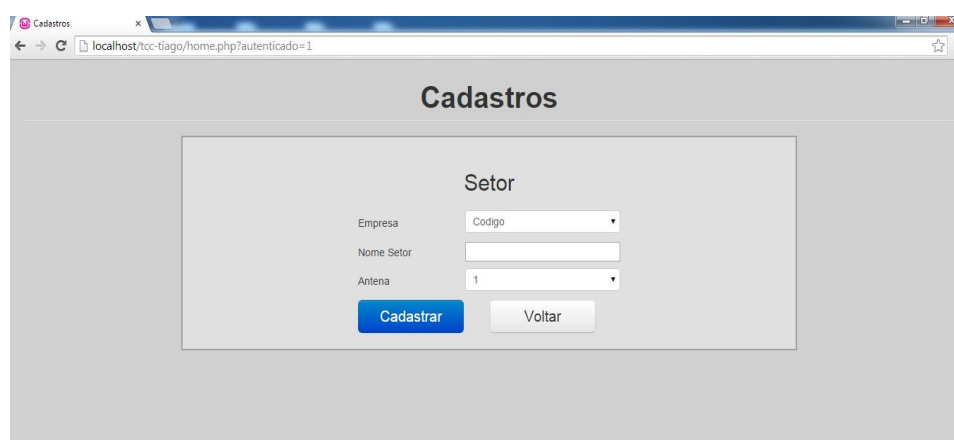 Cadastros
localhost/tcc-tiago/home.php?autenticado=1
Cadastros
Setor
Empresa Codigo
Nome Setor
Antena 1
Cadastrar Voltar